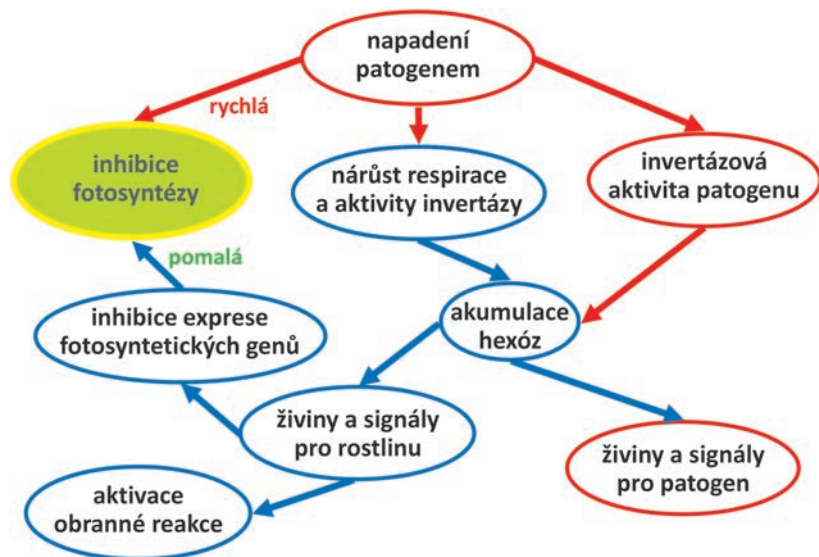 napadení
patogenem
rychlá
inhibice
fotosyntézy
nárůst respirace
a aktivity invertázy
invertázová
aktivita patogenu
pomalá
inhibice exprese
fotosyntetických genů
akumulace
hexóz
živiny a signály
pro rostlinu
živiny a signály
pro patogen
aktivace
obranné reakce